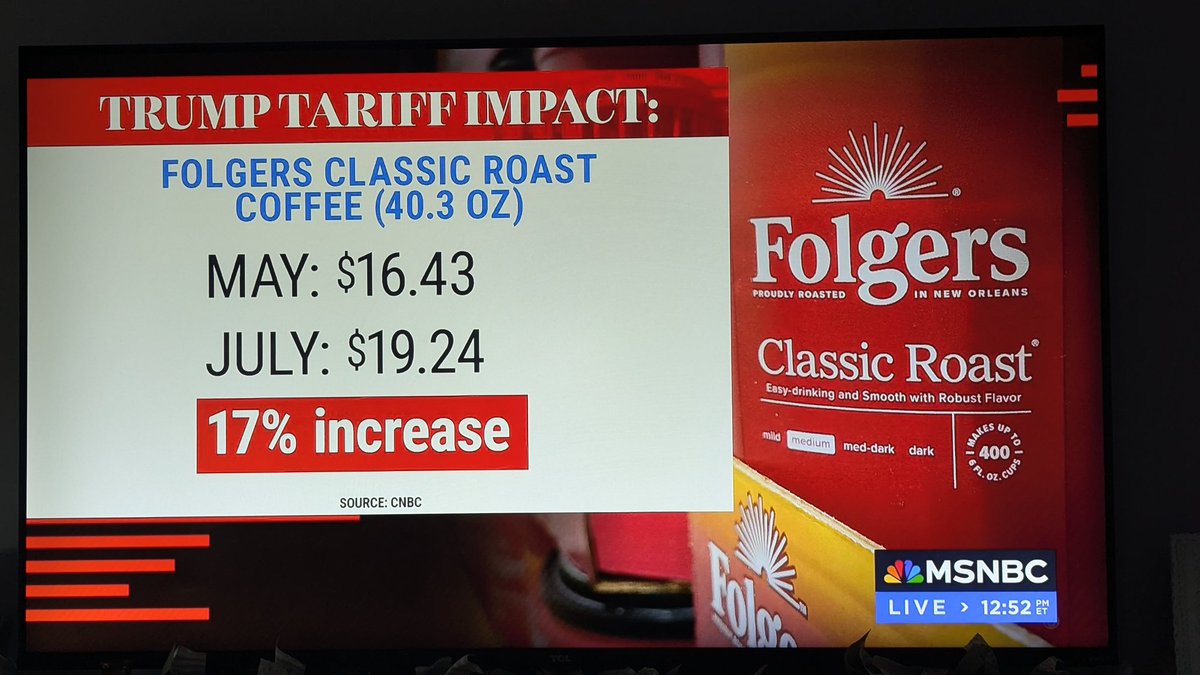 TRUMP TARIFF IMPACT:
FOLGERS CLASSIC ROAST
COFFEE (40.3 OZ)
MAY: $16.43
JULY: $19.24
17% increase
SOURCE: CNBC
Folgers®
PROUDLY ROASTED IN NEW ORLEANS
Classic Roast®
Easy-drinking and Smooth with Robust Flavor
mild medium med-dark dark
MAKES UP TO
400
6 FL. OZ. CUPS
Folge
MSNBC
LIVE > 12:52 PM ET
TCL